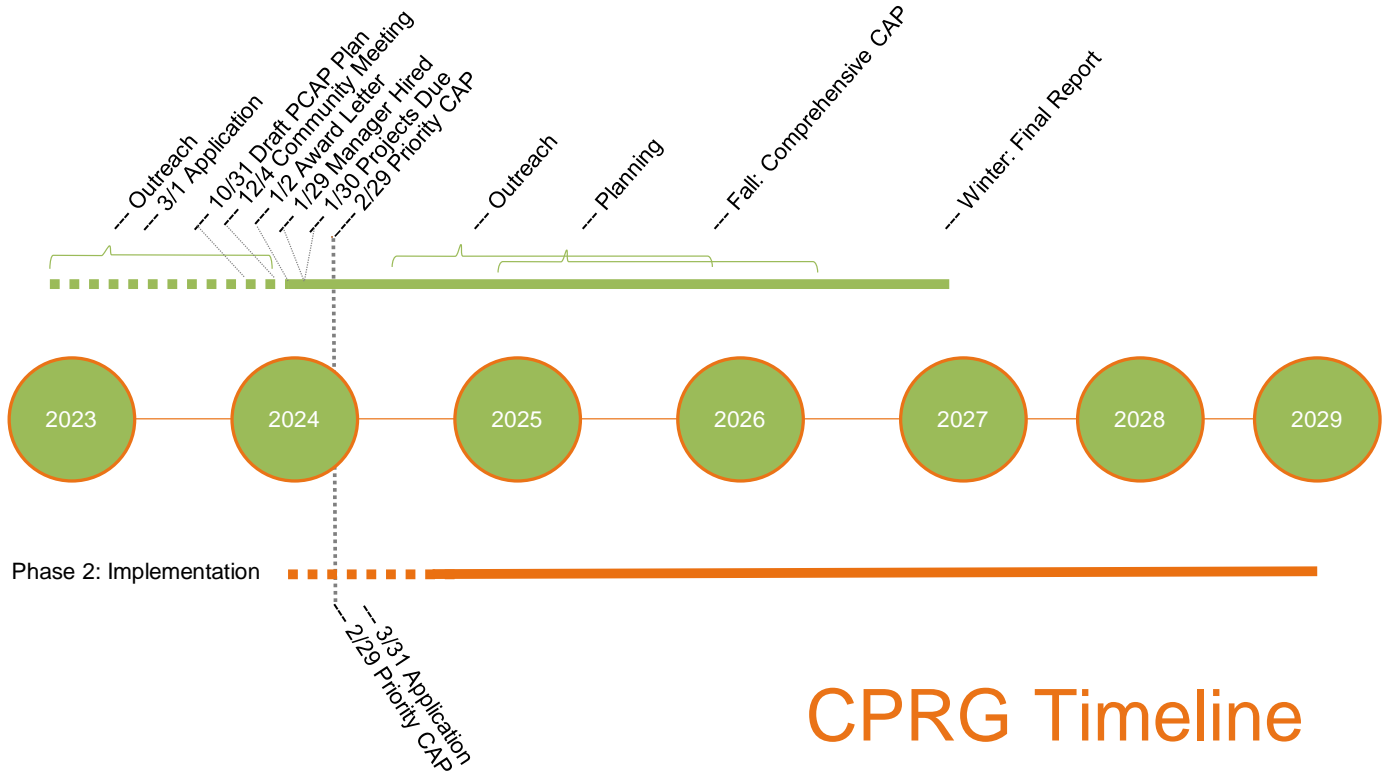 --- Outreach
--- 3/1 Application
--- 10/31 Draft PCAP Plan
--- 12/4 Community Meeting
--- 1/2 Award Letter
--- 1/29 Manager Hired
--- 1/30 Projects Due
---- 2/29 Priority CAP
--- Outreach
--- Planning
--- Fall: Comprehensive CAP
--- Winter: Final Report
2023
2024
2025
2026
2027
2028
2029
Phase 2: Implementation
--- 3/31 Application
--- 2/29 Priority CAP
CPRG Timeline